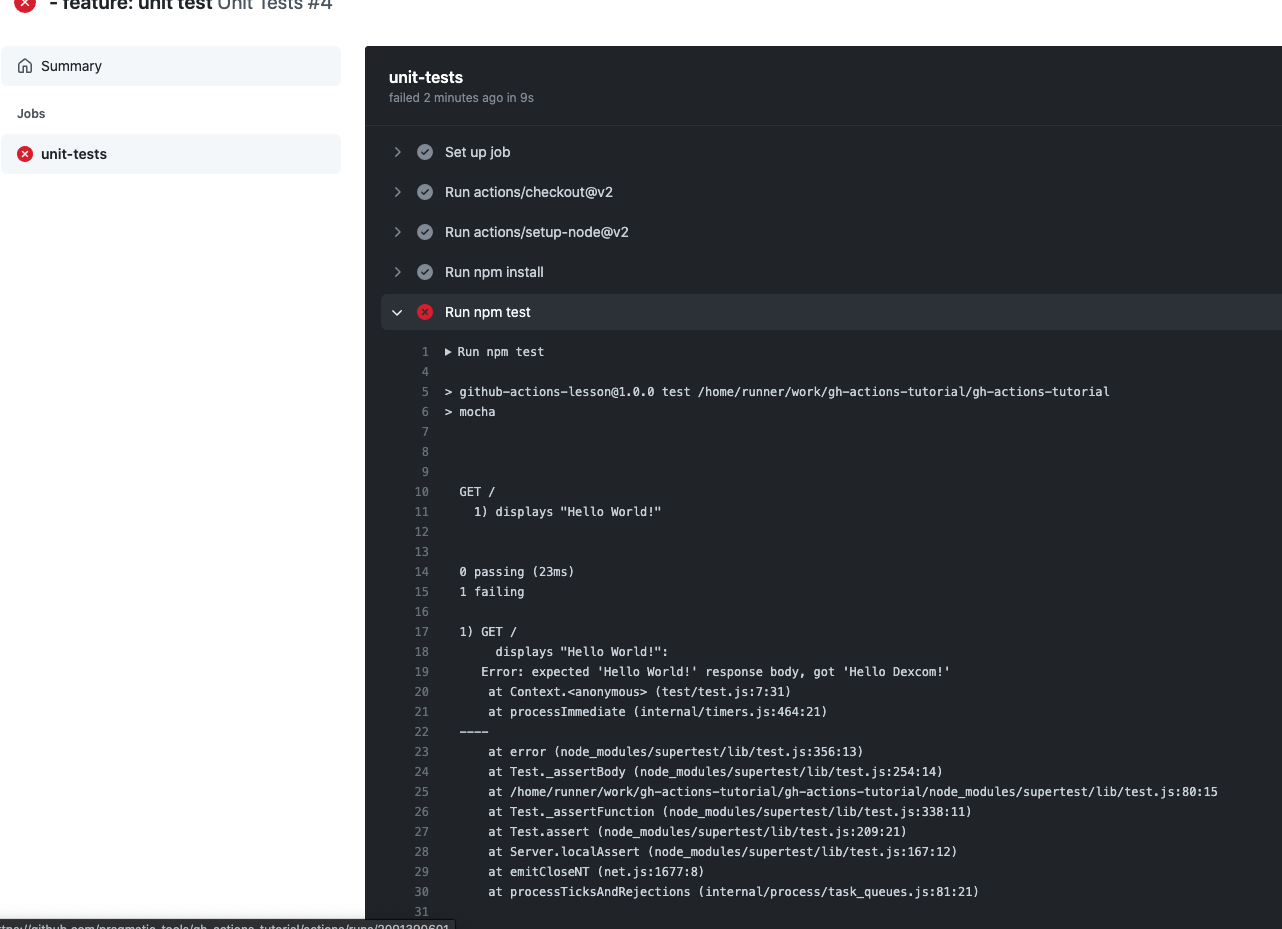 - feature: unit test Unit Tests #4
Summary
Jobs
unit-tests
unit-tests
failed 2 minutes ago in 9s
Set up job
Run actions/checkout@v2
Run actions/setup-node@v2
Run npm install
Run npm test
1 Run npm test
4
5 > github-actions-lesson@1.0.0 test /home/runner/work/gh-actions-tutorial/gh-actions-tutorial
6 > mocha
7
8
9
10 GET /
11 1) displays "Hello World!"
12
13
14 0 passing (23ms)
15 1 failing
16
17 1) GET /
18 displays "Hello World!":
19 Error: expected 'Hello World!' response body, got 'Hello Dexcom!'
20 at Context.<anonymous> (test/test.js:7:31)
21 at processImmediate (internal/timers.js:464:21)
22 ----
23 at error (node_modules/supertest/lib/test.js:356:13)
24 at Test._assertBody (node_modules/supertest/lib/test.js:254:14)
25 at /home/runner/work/gh-actions-tutorial/gh-actions-tutorial/node_modules/supertest/lib/test.js:80:15
26 at Test._assertFunction (node_modules/supertest/lib/test.js:338:11)
27 at Test.assert (node_modules/supertest/lib/test.js:209:21)
28 at Server.localAssert (node_modules/supertest/lib/test.js:167:12)
29 at emitCloseNT (net.js:1677:8)
30 at processTicksAndRejections (internal/process/task_queues.js:81:21)
31